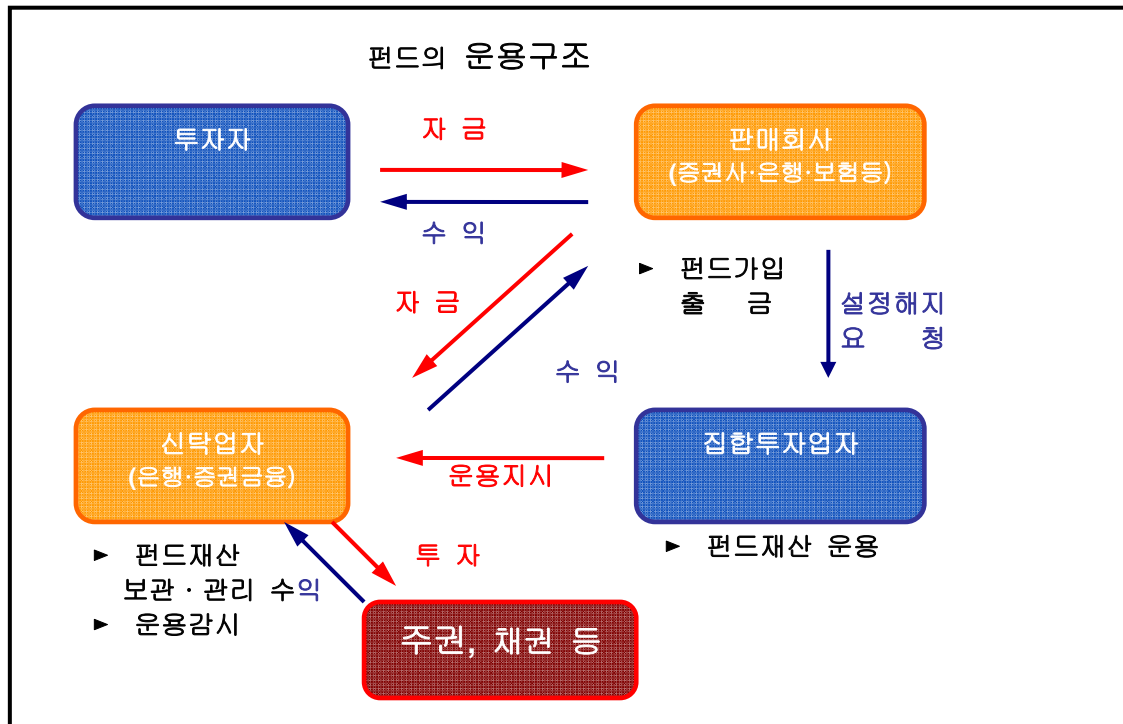 펀드의 운용구조
투자자
자 금
판매회사
(증권사·은행·보험등)
수 익
자 금
► 펀드가입
출 금
설정해지
요 청
수 익
신탁업자
(은행·증권금융)
집합투자업자
운용지시
► 펀드재산
보관 · 관리 수익
► 운용감시
투 자
► 펀드재산 운용
주권, 채권 등